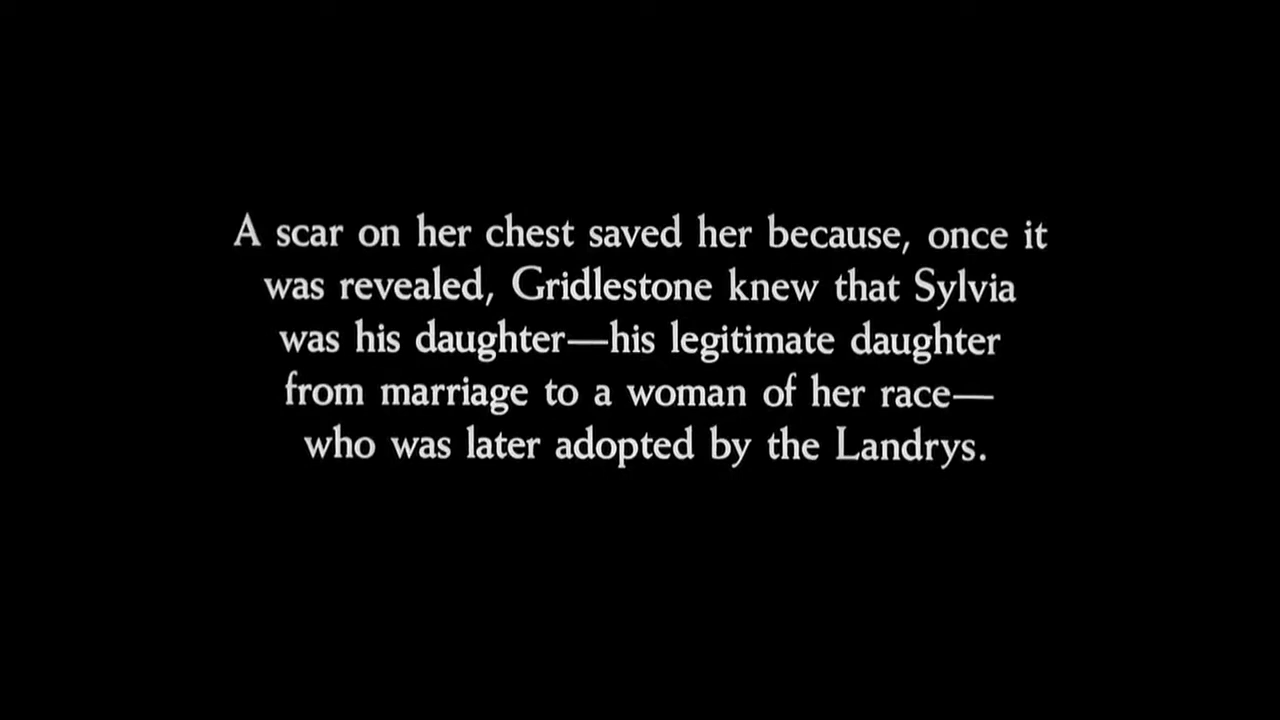 A scar on her chest saved her because, once it
was revealed, Gridlestone knew that Sylvia
was his daughter—his legitimate daughter
from marriage to a woman of her race—
who was later adopted by the Landrys.